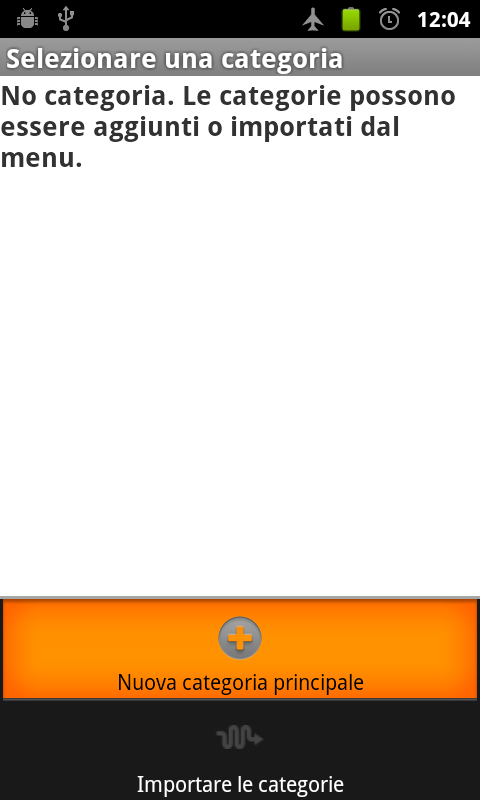 12:04
Selezionare una categoria
No categoria. Le categorie possono
essere aggiunti o importati dal
menu.
Nuova categoria principale
Importare le categorie